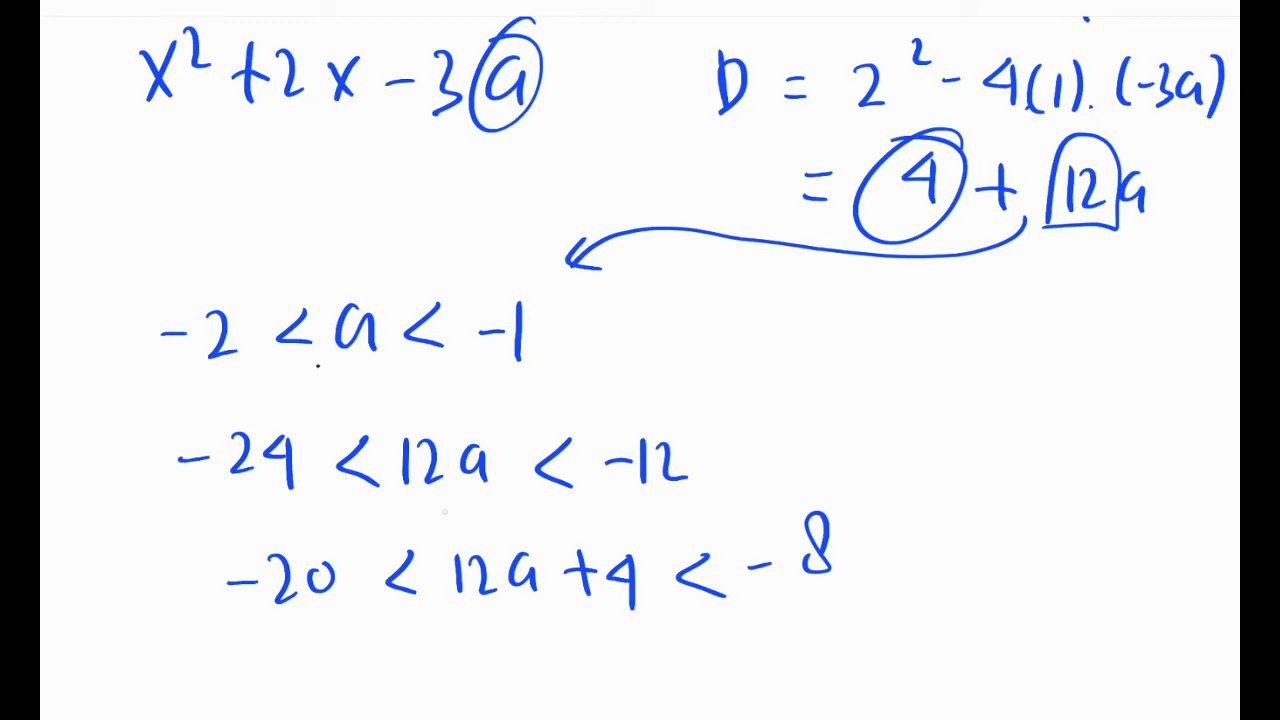 x² + 2x - 3a
D = 2² - 4(1). (-3a)
= 4 + 12a
-2 < a < -1
-24 < 12a < -12
-20 < 12a + 4 < -8